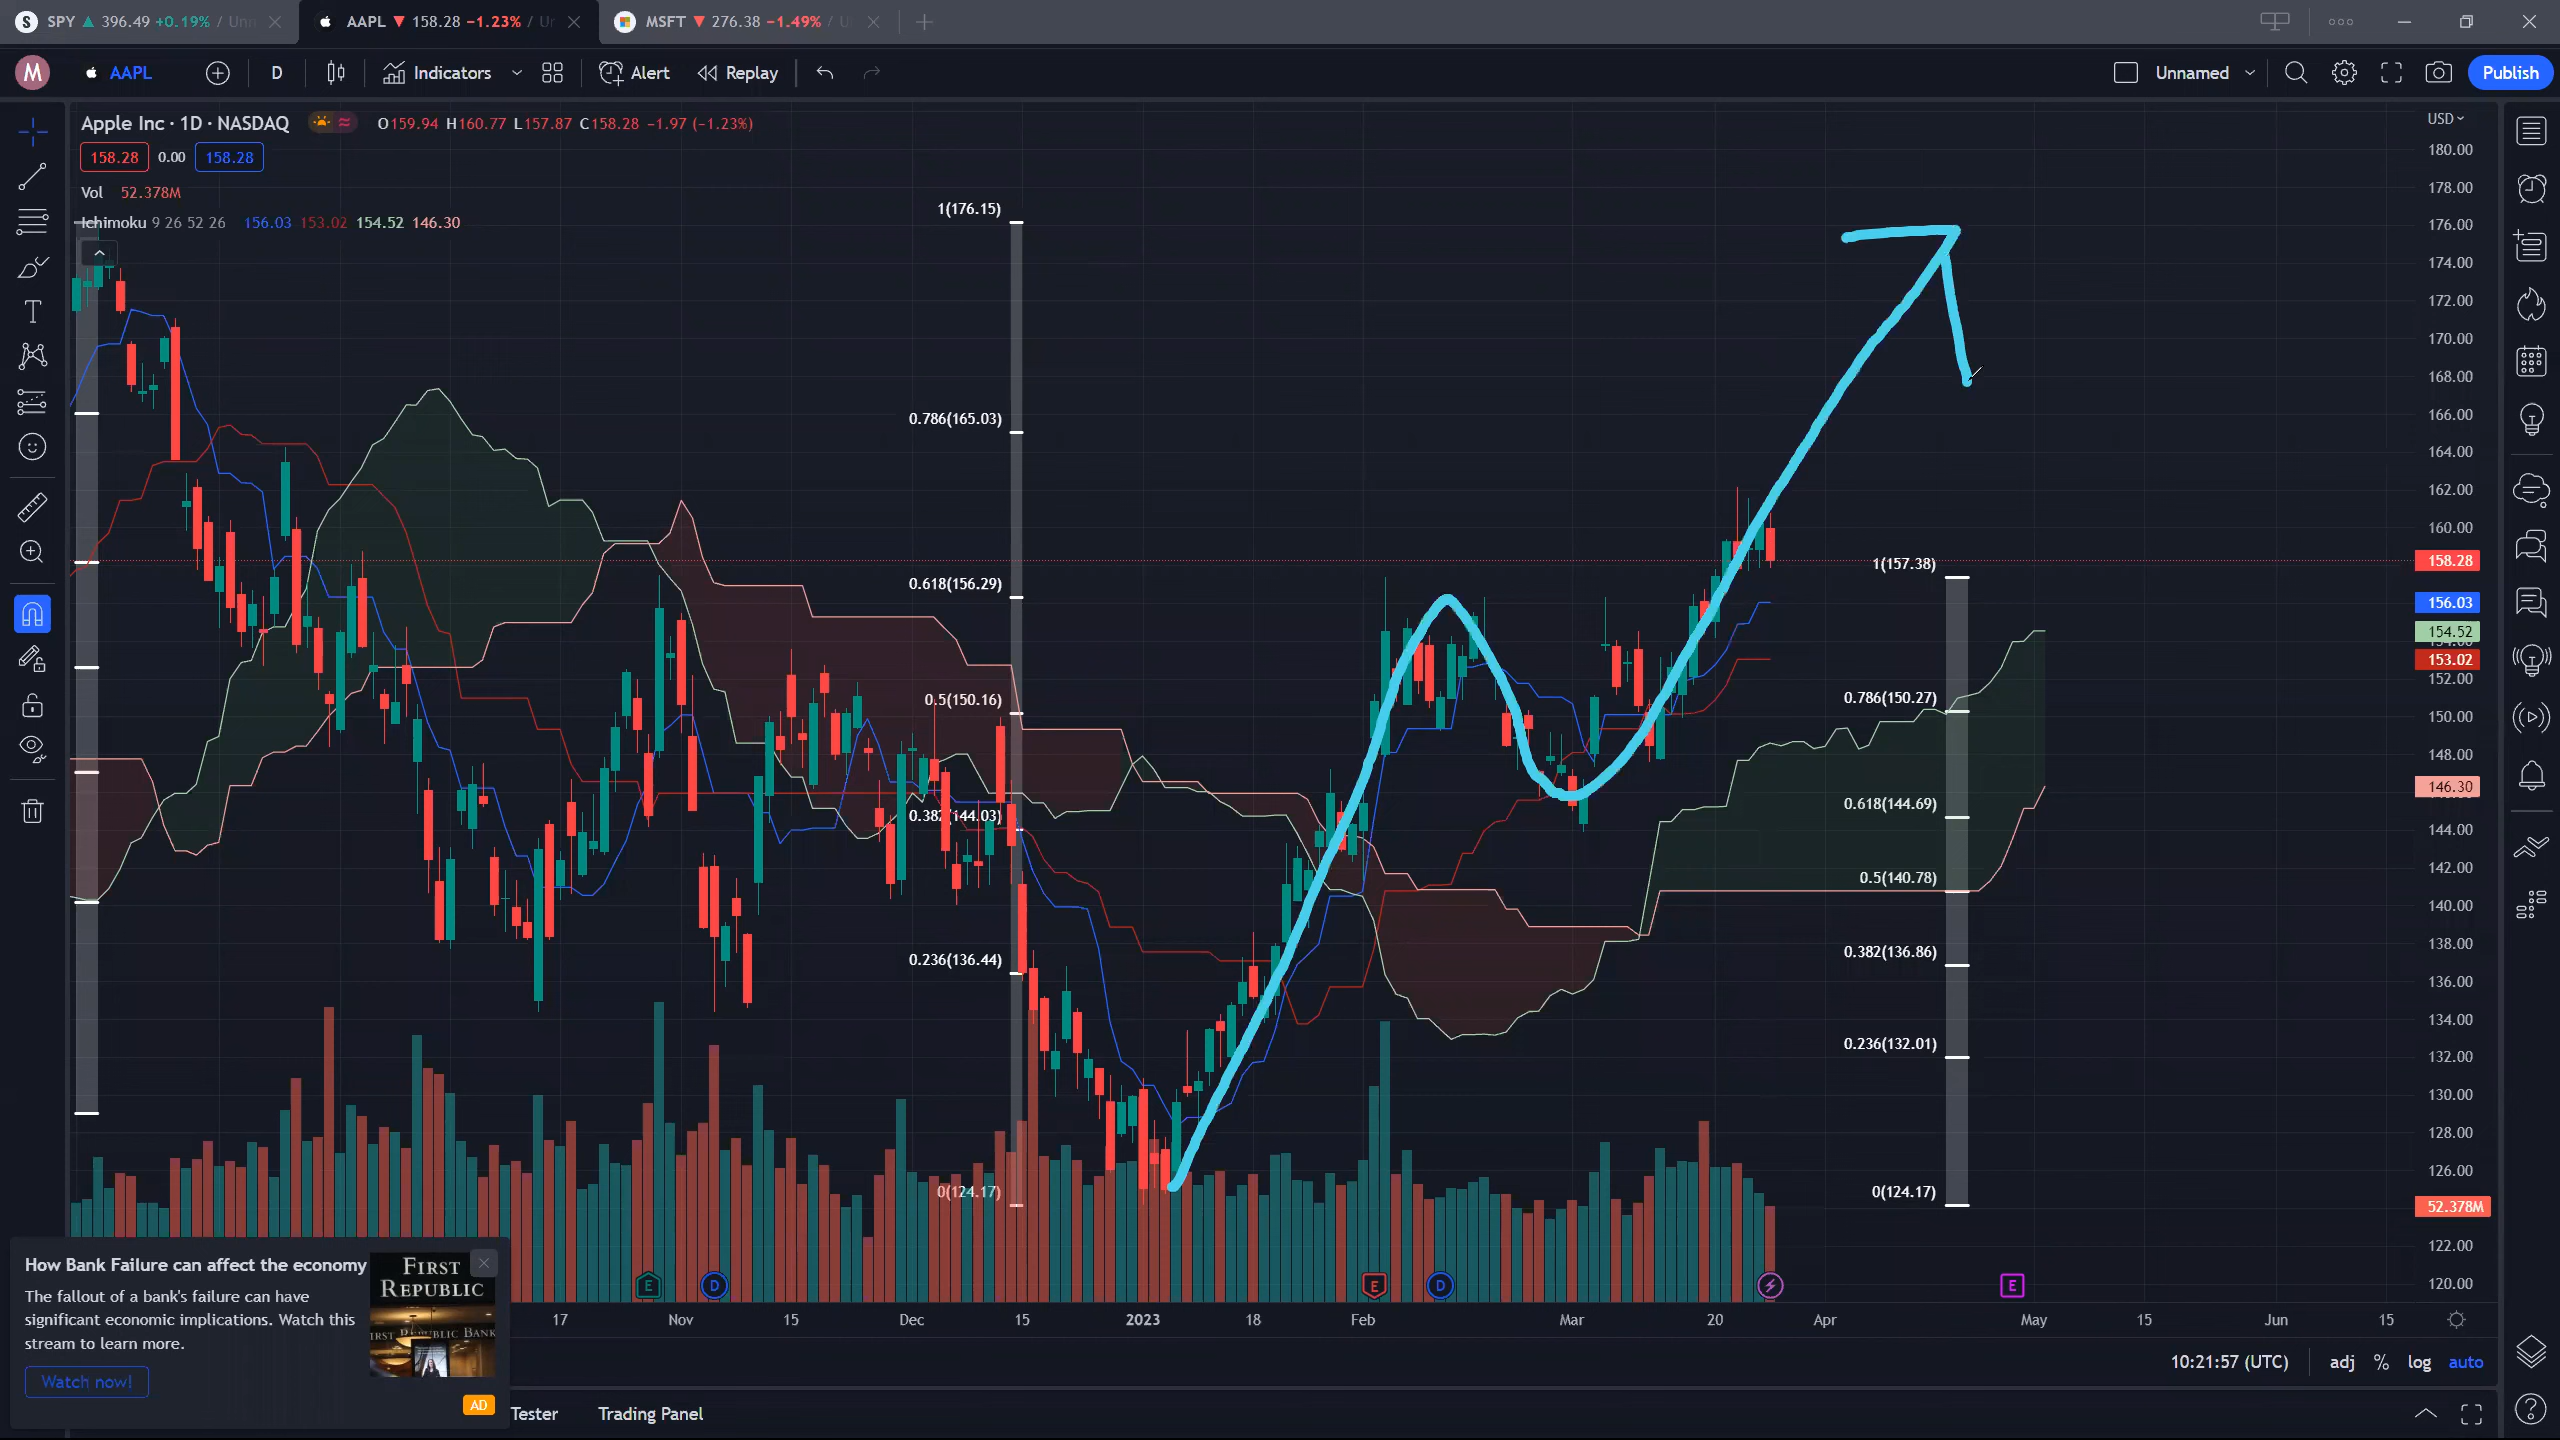 SPY ▲ 396.49 +0.19% / Unn
AAPL ▼ 158.28 −1.23% / Un
MSFT ▼ 276.38 −1.49% / U
M
AAPL
D
Indicators
Alert
Replay
Unnamed
Publish
Apple Inc · 1D · NASDAQ
O159.94 H160.77 L157.87 C158.28 −1.97 (−1.23%)
158.28 0.00 158.28
Vol 52.378M
Ichimoku 9 26 52 26 156.03 153.02 154.52 146.30
1(176.15)
0.786(165.03)
0.618(156.29)
0.5(150.16)
0.382(144.03)
0.236(136.44)
0(124.17)
1(157.38)
0.786(150.27)
0.618(144.69)
0.5(140.78)
0.382(136.86)
0.236(132.01)
0(124.17)
USD
180.00
178.00
176.00
174.00
172.00
170.00
168.00
166.00
164.00
162.00
160.00
158.28
156.03
154.52
153.02
152.00
150.00
148.00
146.30
144.00
142.00
140.00
138.00
136.00
134.00
132.00
130.00
128.00
126.00
52.378M
122.00
120.00
E
D
E
D
E
17
Nov
15
Dec
15
2023
18
Feb
Mar
20
Apr
May
15
Jun
15
How Bank Failure can affect the economy
The fallout of a bank's failure can have
significant economic implications. Watch this
stream to learn more.
Watch now!
FIRST
REPUBLIC
AD
10:21:57 (UTC)
adj
%
log
auto
Tester
Trading Panel